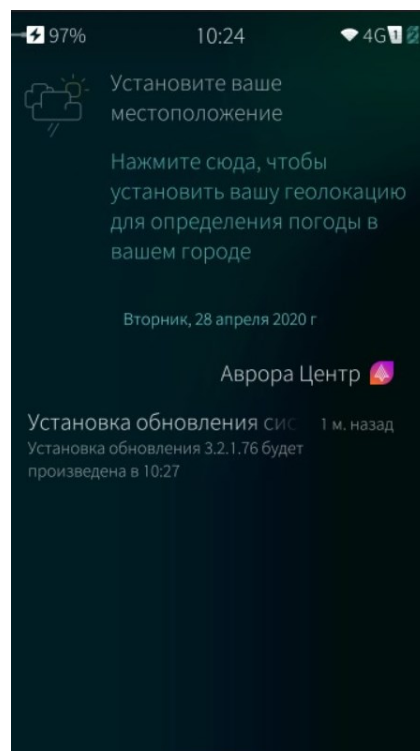 97%
10:24
4G 1
Установите ваше
местоположение
Нажмите сюда, чтобы
установить вашу геолокацию
для определения погоды в
вашем городе
Вторник, 28 апреля 2020 г
Аврора Центр
Установка обновления сис
1 м. назад
Установка обновления 3.2.1.76 будет
произведена в 10:27